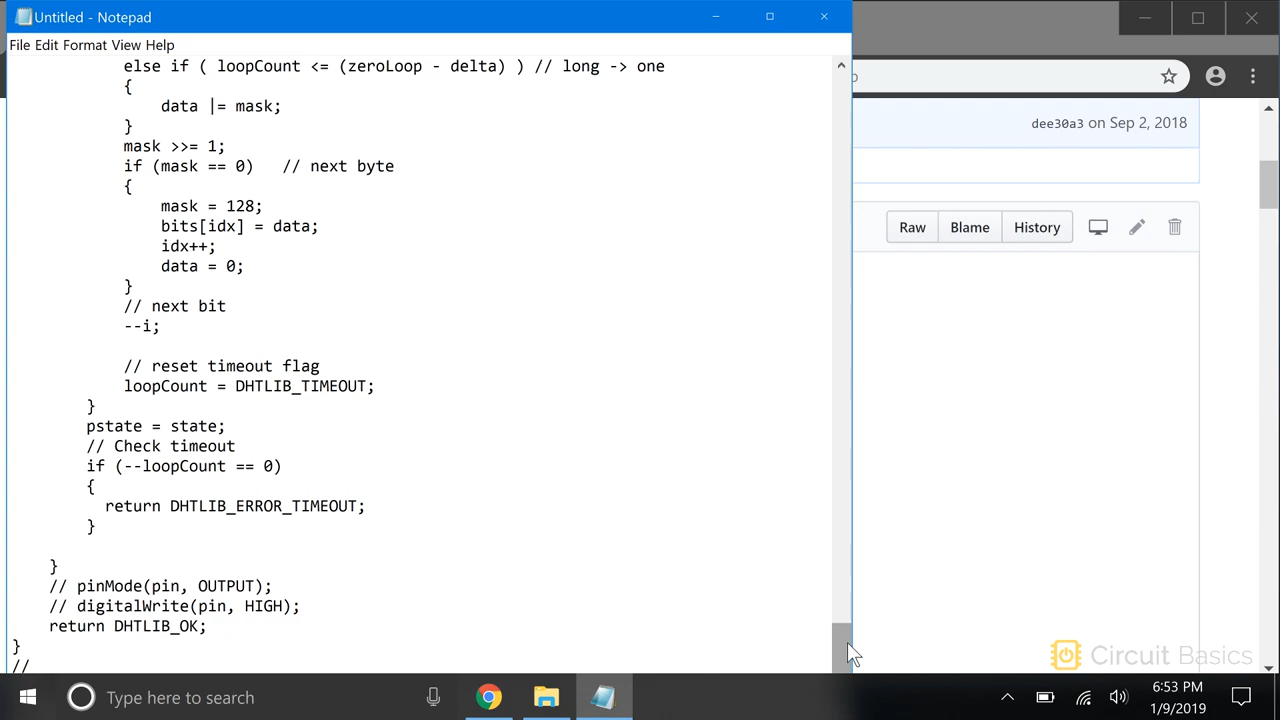 Untitled - Notepad
File Edit Format View Help
else if ( loopCount <= (zeroLoop - delta) ) // long -> one
{
data |= mask;
}
mask >>= 1;
if (mask == 0)   // next byte
{
mask = 128;
bits[idx] = data;
idx++;
data = 0;
}
// next bit
--i;
// reset timeout flag
loopCount = DHTLIB_TIMEOUT;
}
pstate = state;
// Check timeout
if (--loopCount == 0)
{
return DHTLIB_ERROR_TIMEOUT;
}
}
// pinMode(pin, OUTPUT);
// digitalWrite(pin, HIGH);
return DHTLIB_OK;
}
//
dee30a3 on Sep 2, 2018
Raw Blame History
Circuit Basics
Type here to search
6:53 PM
1/9/2019